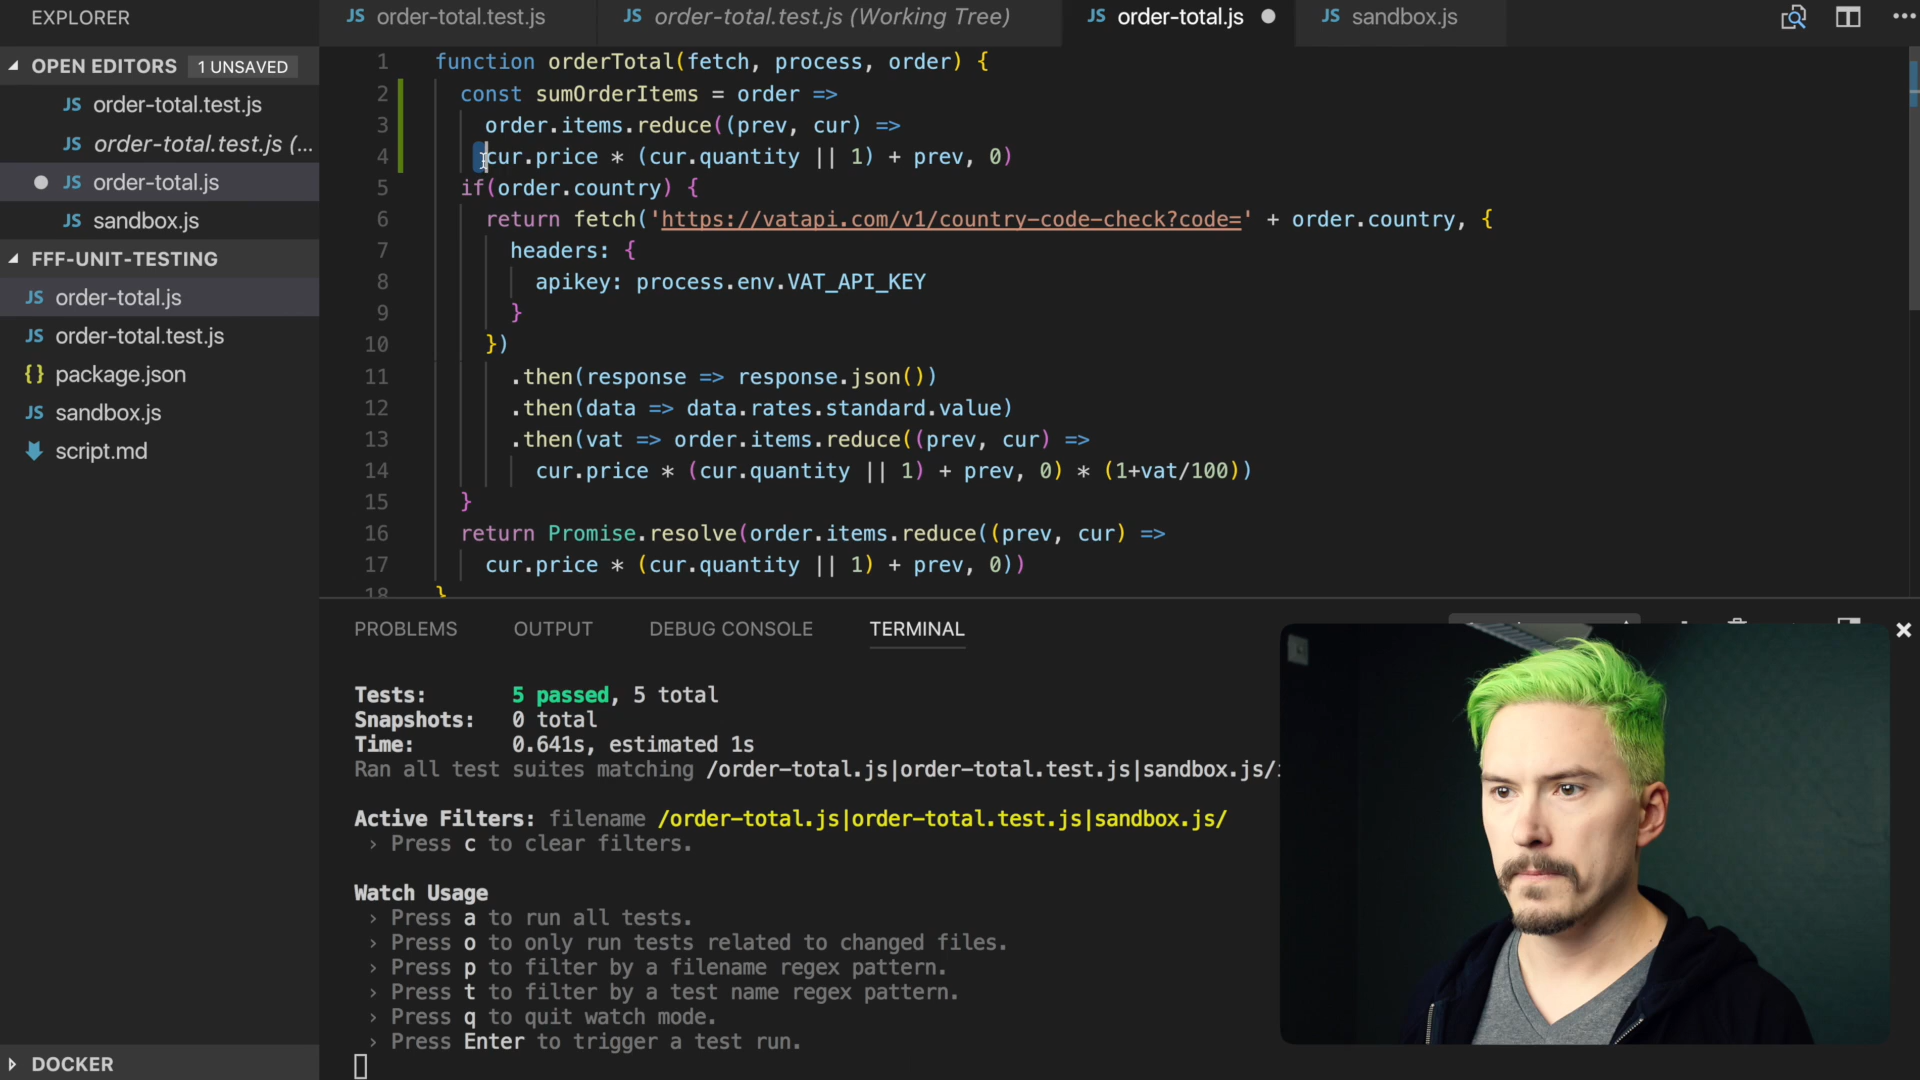 EXPLORER
JS order-total.test.js
JS order-total.test.js (Working Tree)
JS order-total.js
JS sandbox.js
OPEN EDITORS 1 UNSAVED
JS order-total.test.js
JS order-total.test.js (...
JS order-total.js
JS sandbox.js
FFF-UNIT-TESTING
JS order-total.js
JS order-total.test.js
{} package.json
JS sandbox.js
script.md
DOCKER
1 function orderTotal(fetch, process, order) {
2 const sumOrderItems = order =>
3 order.items.reduce((prev, cur) =>
4 cur.price * (cur.quantity || 1) + prev, 0)
5 if(order.country) {
6 return fetch('https://vatapi.com/v1/country-code-check?code=' + order.country, {
7 headers: {
8 apikey: process.env.VAT_API_KEY
9 }
10 })
11 .then(response => response.json())
12 .then(data => data.rates.standard.value)
13 .then(vat => order.items.reduce((prev, cur) =>
14 cur.price * (cur.quantity || 1) + prev, 0) * (1+vat/100))
15 }
16 return Promise.resolve(order.items.reduce((prev, cur) =>
17 cur.price * (cur.quantity || 1) + prev, 0))
18 }
PROBLEMS OUTPUT DEBUG CONSOLE TERMINAL
Tests: 5 passed, 5 total
Snapshots: 0 total
Time: 0.641s, estimated 1s
Ran all test suites matching /order-total.js|order-total.test.js|sandbox.js/
Active Filters: filename /order-total.js|order-total.test.js|sandbox.js/
› Press c to clear filters.
Watch Usage
› Press a to run all tests.
› Press o to only run tests related to changed files.
› Press p to filter by a filename regex pattern.
› Press t to filter by a test name regex pattern.
› Press q to quit watch mode.
› Press Enter to trigger a test run.